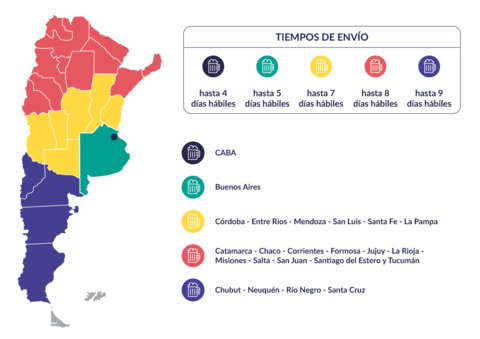 TIEMPOS DE ENVÍO
hasta 4 días hábiles
hasta 5 días hábiles
hasta 7 días hábiles
hasta 8 días hábiles
hasta 9 días hábiles
CABA
Buenos Aires
Córdoba - Entre Ríos - Mendoza - San Luis - Santa Fe - La Pampa
Catamarca - Chaco - Corrientes - Formosa - Jujuy - La Rioja -
Misiones - Salta - San Juan - Santiago del Estero y Tucumán
Chubut - Neuquén - Río Negro - Santa Cruz